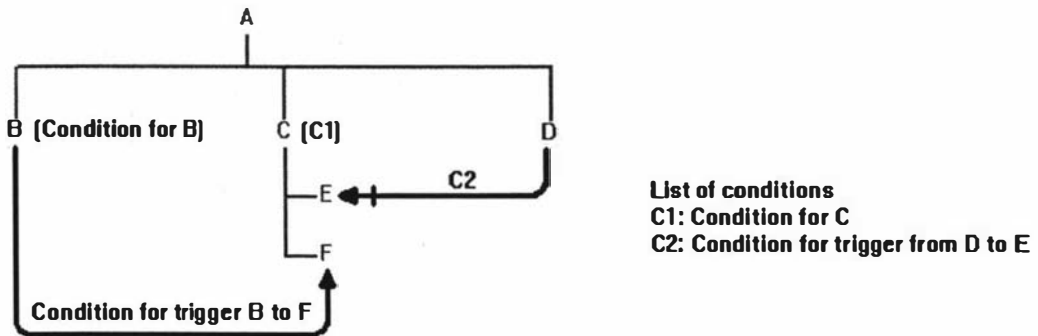 A
B (Condition for B)
C (C1)
D
E
C2
F
Condition for trigger B to F
List of conditions
C1: Condition for C
C2: Condition for trigger from D to E